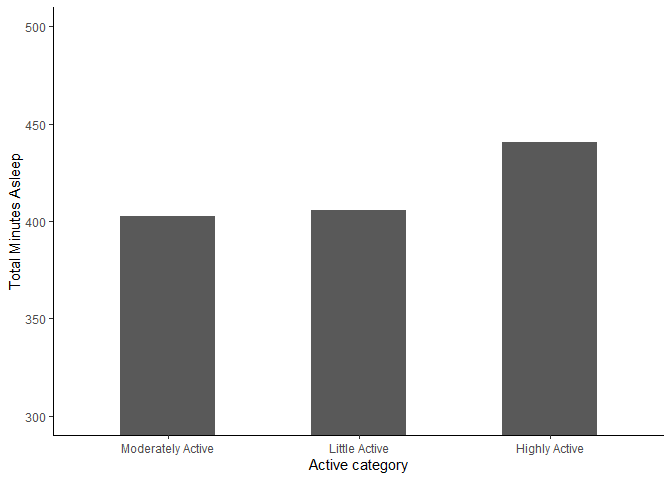 500
450
400
350
300
Total Minutes Asleep
Moderately Active
Little Active
Highly Active
Active category